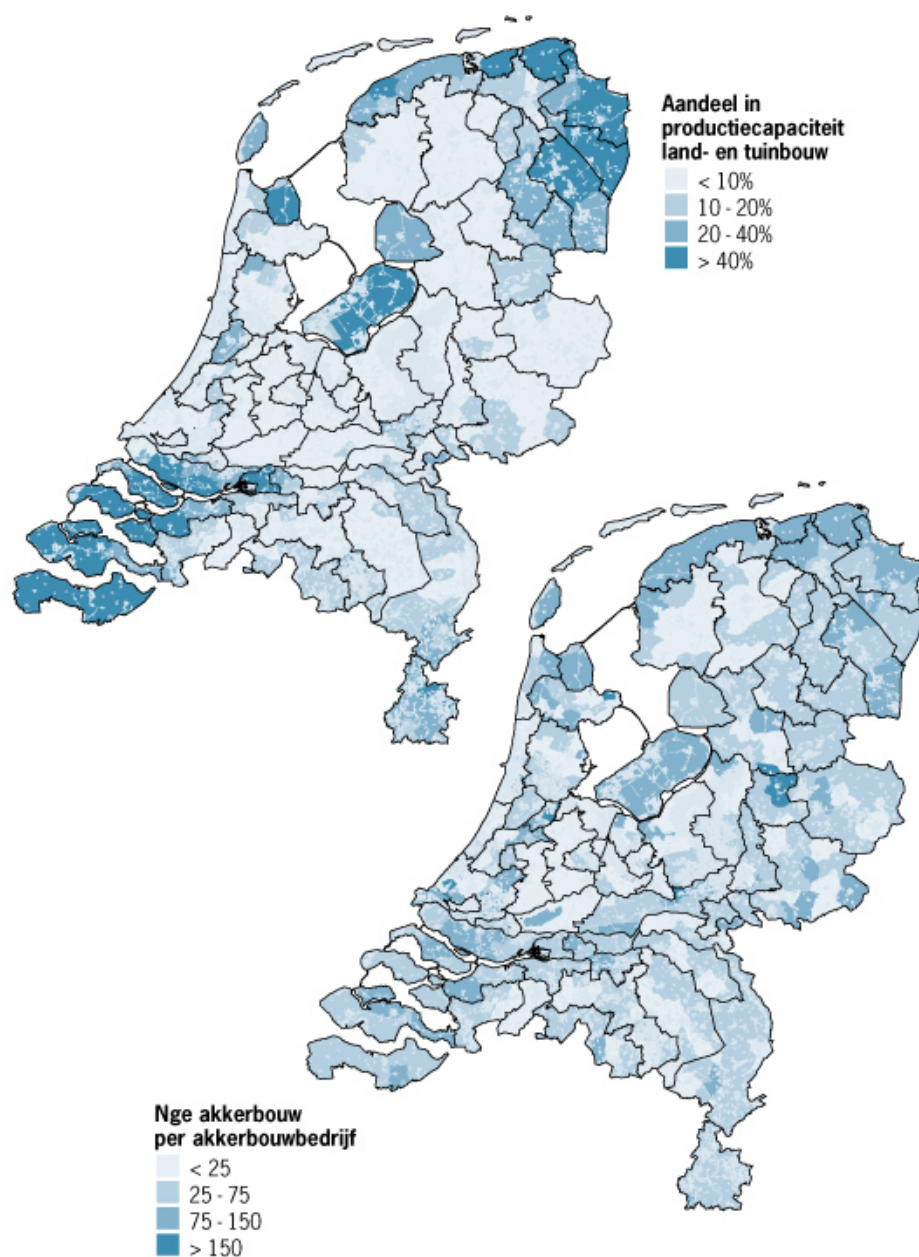 Aandeel in
productiecapaciteit
land- en tuinbouw
< 10%
10 - 20%
20 - 40%
> 40%
Nge akkerbouw
per akkerbouwbedrijf
< 25
25 - 75
75 - 150
> 150